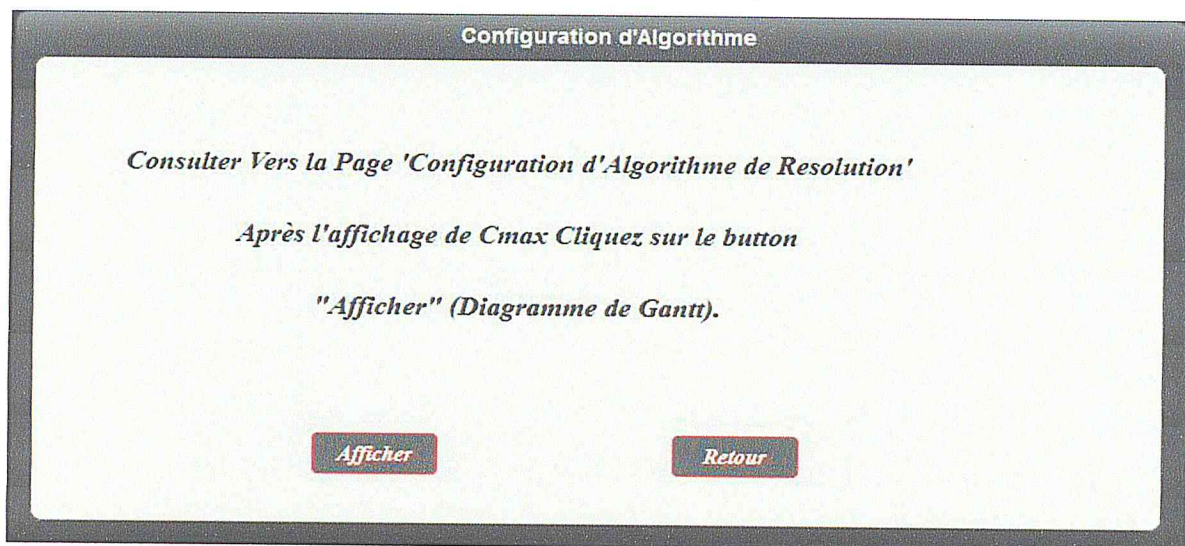 Configuration d'Algorithme
Consulter Vers la Page 'Configuration d'Algorithme de Resolution'
Après l'affichage de Cmax Cliquez sur le button
"Afficher" (Diagramme de Gantt).
Afficher
Retour